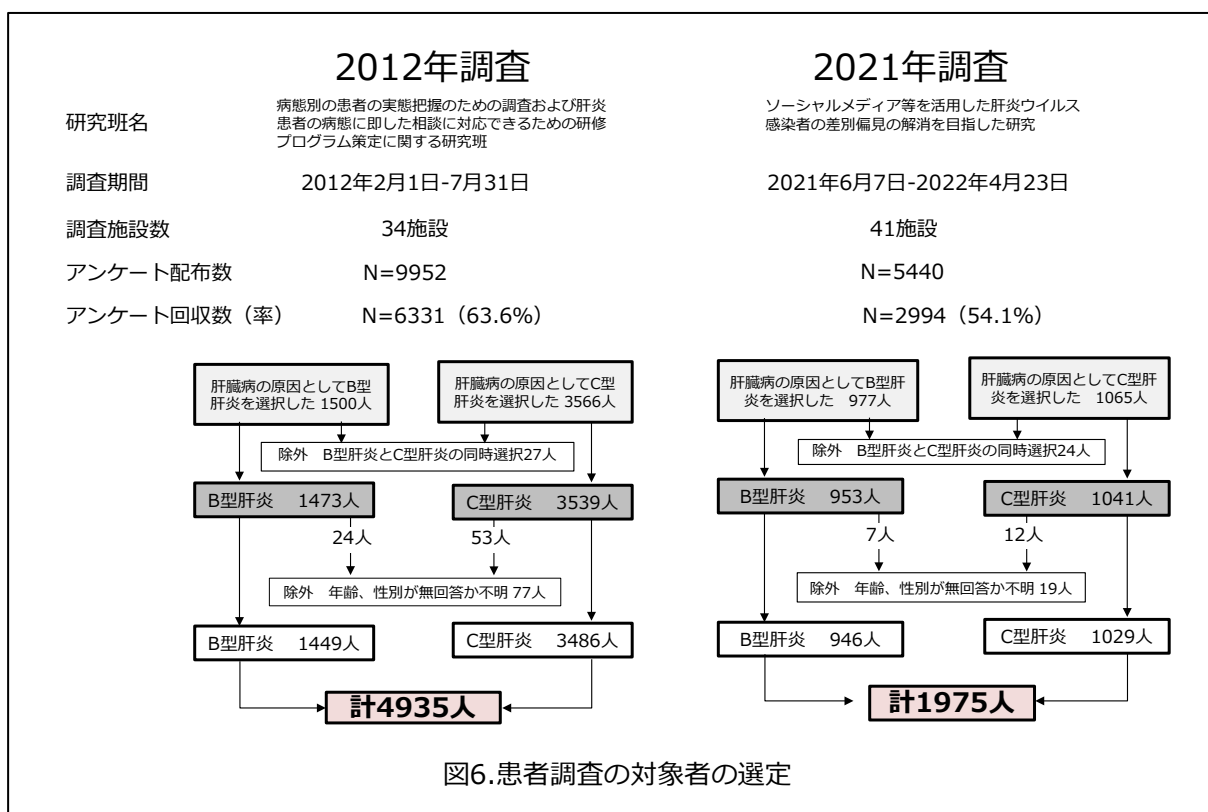 2012年調査
2021年調査
研究班名
病態別の患者の実態把握のための調査および肝炎
患者の病態に即した相談に対応できるための研修
プログラム策定に関する研究班
ソーシャルメディア等を活用した肝炎ウイルス
感染者の差別偏見の解消を目指した研究
調査期間
2012年2月1日-7月31日
2021年6月7日-2022年4月23日
調査施設数
34施設
41施設
アンケート配布数
N=9952
N=5440
アンケート回収数（率）
N=6331（63.6%）
N=2994（54.1%）
肝臓病の原因としてB型
肝炎を選択した 1500人
肝臓病の原因としてC型
肝炎を選択した 3566人
除外　B型肝炎とC型肝炎の同時選択27人
B型肝炎　1473人
C型肝炎　3539人
24人
53人
除外　年齢、性別が無回答か不明 77人
B型肝炎　1449人
C型肝炎　3486人
計4935人
肝臓病の原因としてB型肝
炎を選択した　977人
肝臓病の原因としてC型肝
炎を選択した　1065人
除外　B型肝炎とC型肝炎の同時選択24人
B型肝炎　953人
C型肝炎　1041人
7人
12人
除外　年齢、性別が無回答か不明 19人
B型肝炎　946人
C型肝炎　1029人
計1975人
図6.患者調査の対象者の選定